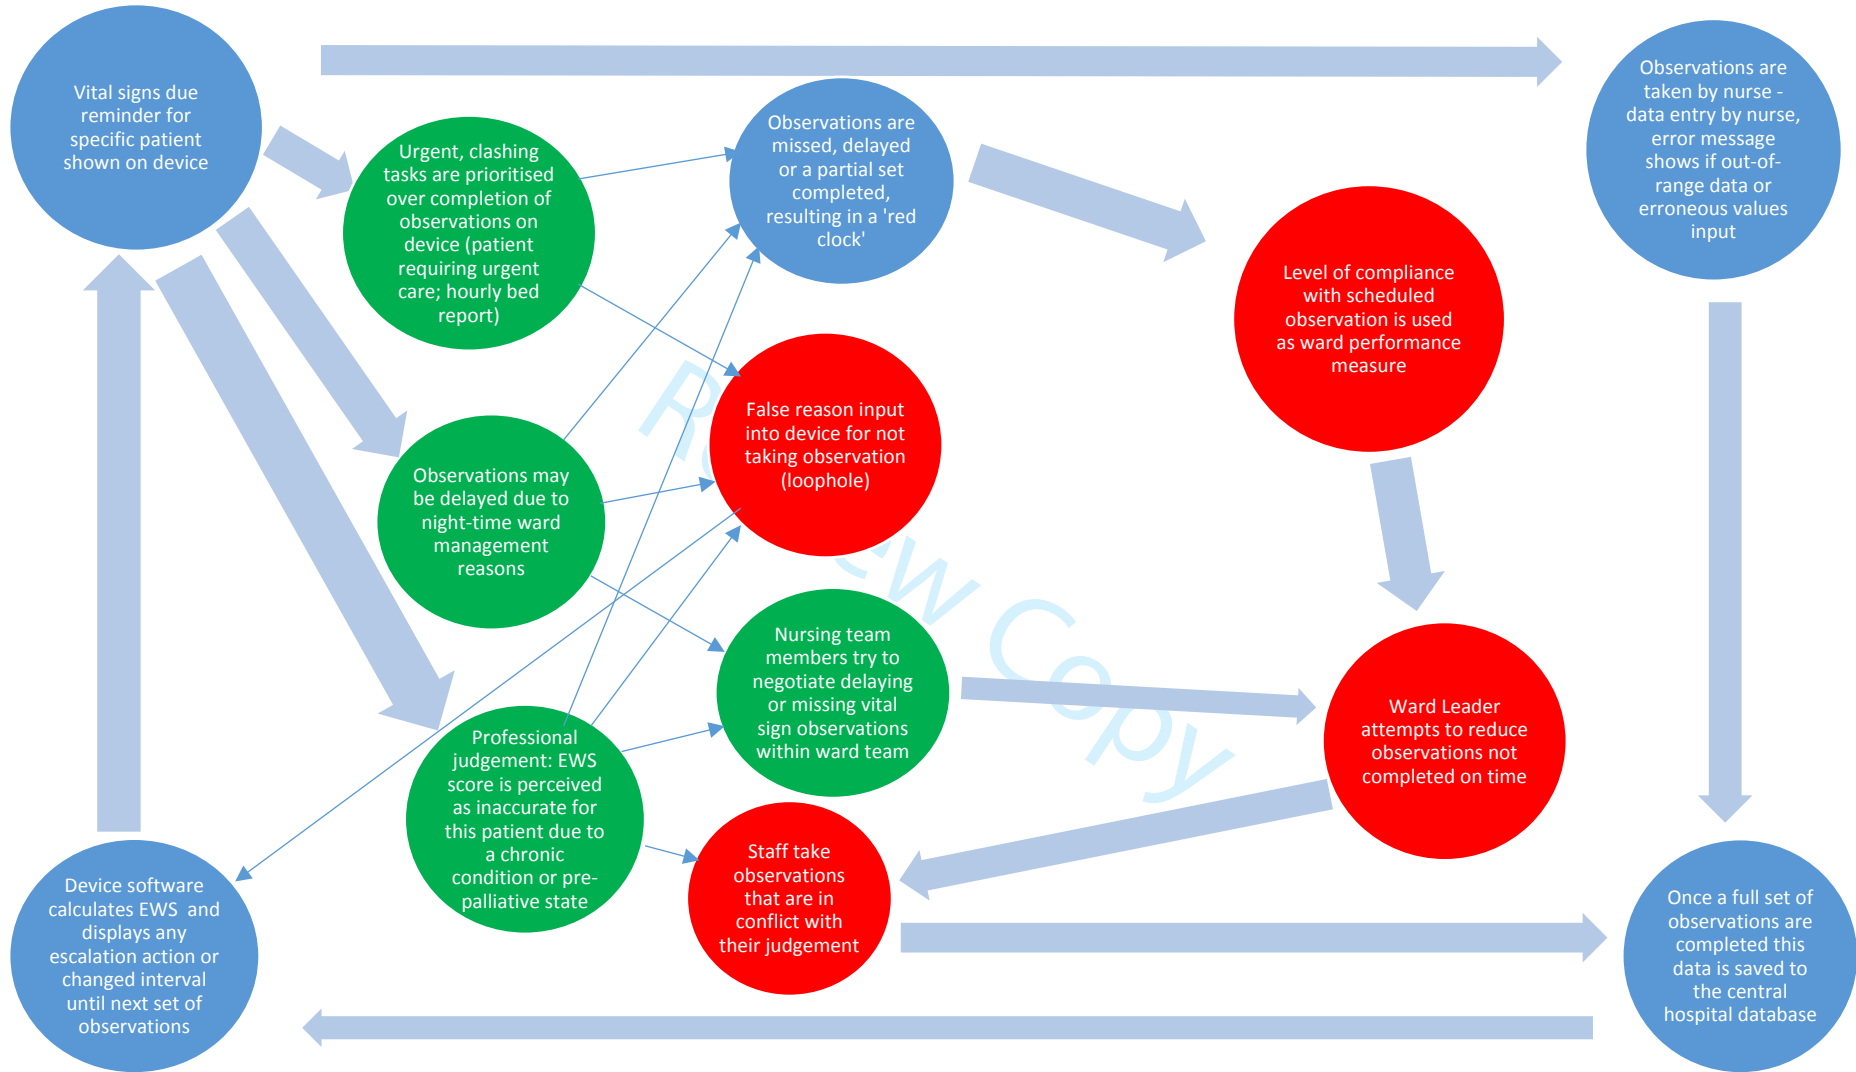 Vital signs due
reminder for
specific patient
shown on device
Urgent, clashing
tasks are prioritised
over completion of
observations on
device (patient
requiring urgent
care; hourly bed
report)
Observations are
missed, delayed
or a partial set
completed,
resulting in a 'red
clock'
Observations are
taken by nurse -
data entry by nurse,
error message
shows if out-of-
range data or
erroneous values
input
Level of compliance
with scheduled
observation is used
as ward performance
measure
False reason input
into device for not
taking observation
(loophole)
Observations may
be delayed due to
night-time ward
management
reasons
Nursing team
members try to
negotiate delaying
or missing vital
sign observations
within ward team
Ward Leader
attempts to reduce
observations not
completed on time
Professional
judgement: EWS
score is perceived
as inaccurate for
this patient due to
a chronic
condition or pre-
palliative state
Staff take
observations
that are in
conflict with
their judgement
Device software
calculates EWS  and
displays any
escalation action or
changed interval
until next set of
observations
Once a full set of
observations are
completed this
data is saved to
the central
hospital database
Review Copy